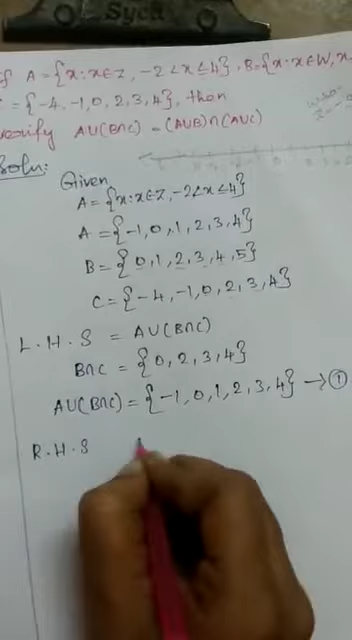 If A = {x : x ∈ Z, -2 < x ≤ 4}, B = {x : x ∈ W, x
= {-4, -1, 0, 2, 3, 4}, then
verify A∪(B∩C) = (A∪B)∩(A∪C)
Soln:
Given
A = {x : x ∈ Z, -2 < x ≤ 4}
A = {-1, 0, 1, 2, 3, 4}
B = {0, 1, 2, 3, 4, 5}
C = {-4, -1, 0, 2, 3, 4}
L.H.S = A∪(B∩C)
B∩C = {0, 2, 3, 4}
A∪(B∩C) = {-1, 0, 1, 2, 3, 4} → ①
R.H.S